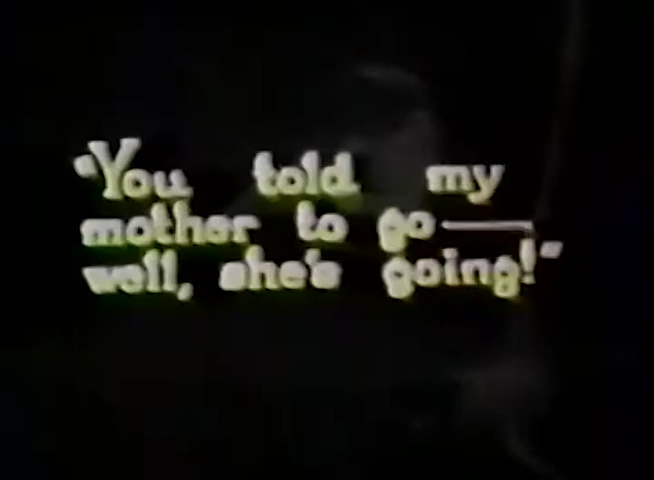 "You told my
mother to go——
well, she's going!"